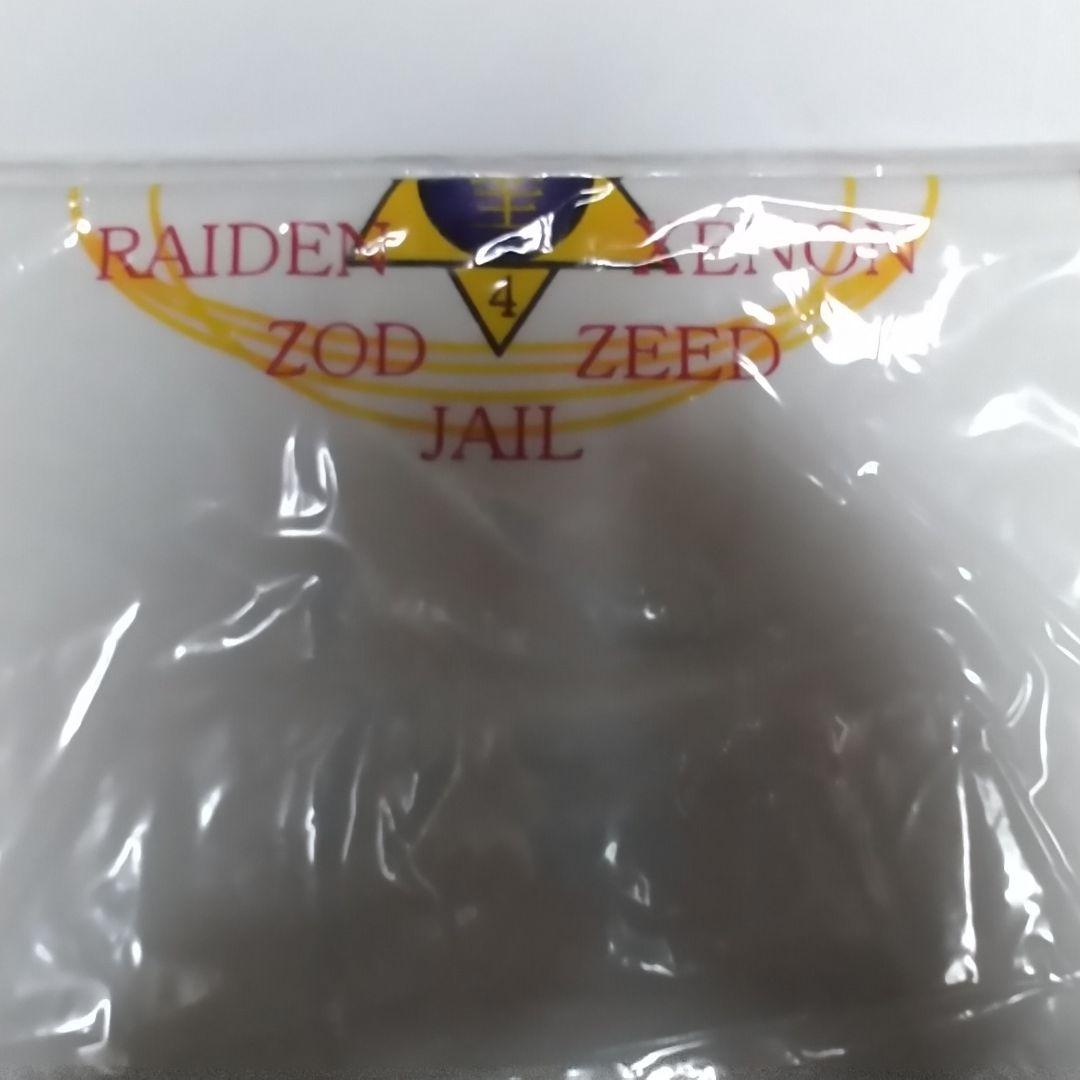 RAIDEN XENON
4
ZOD ZEED
JAIL